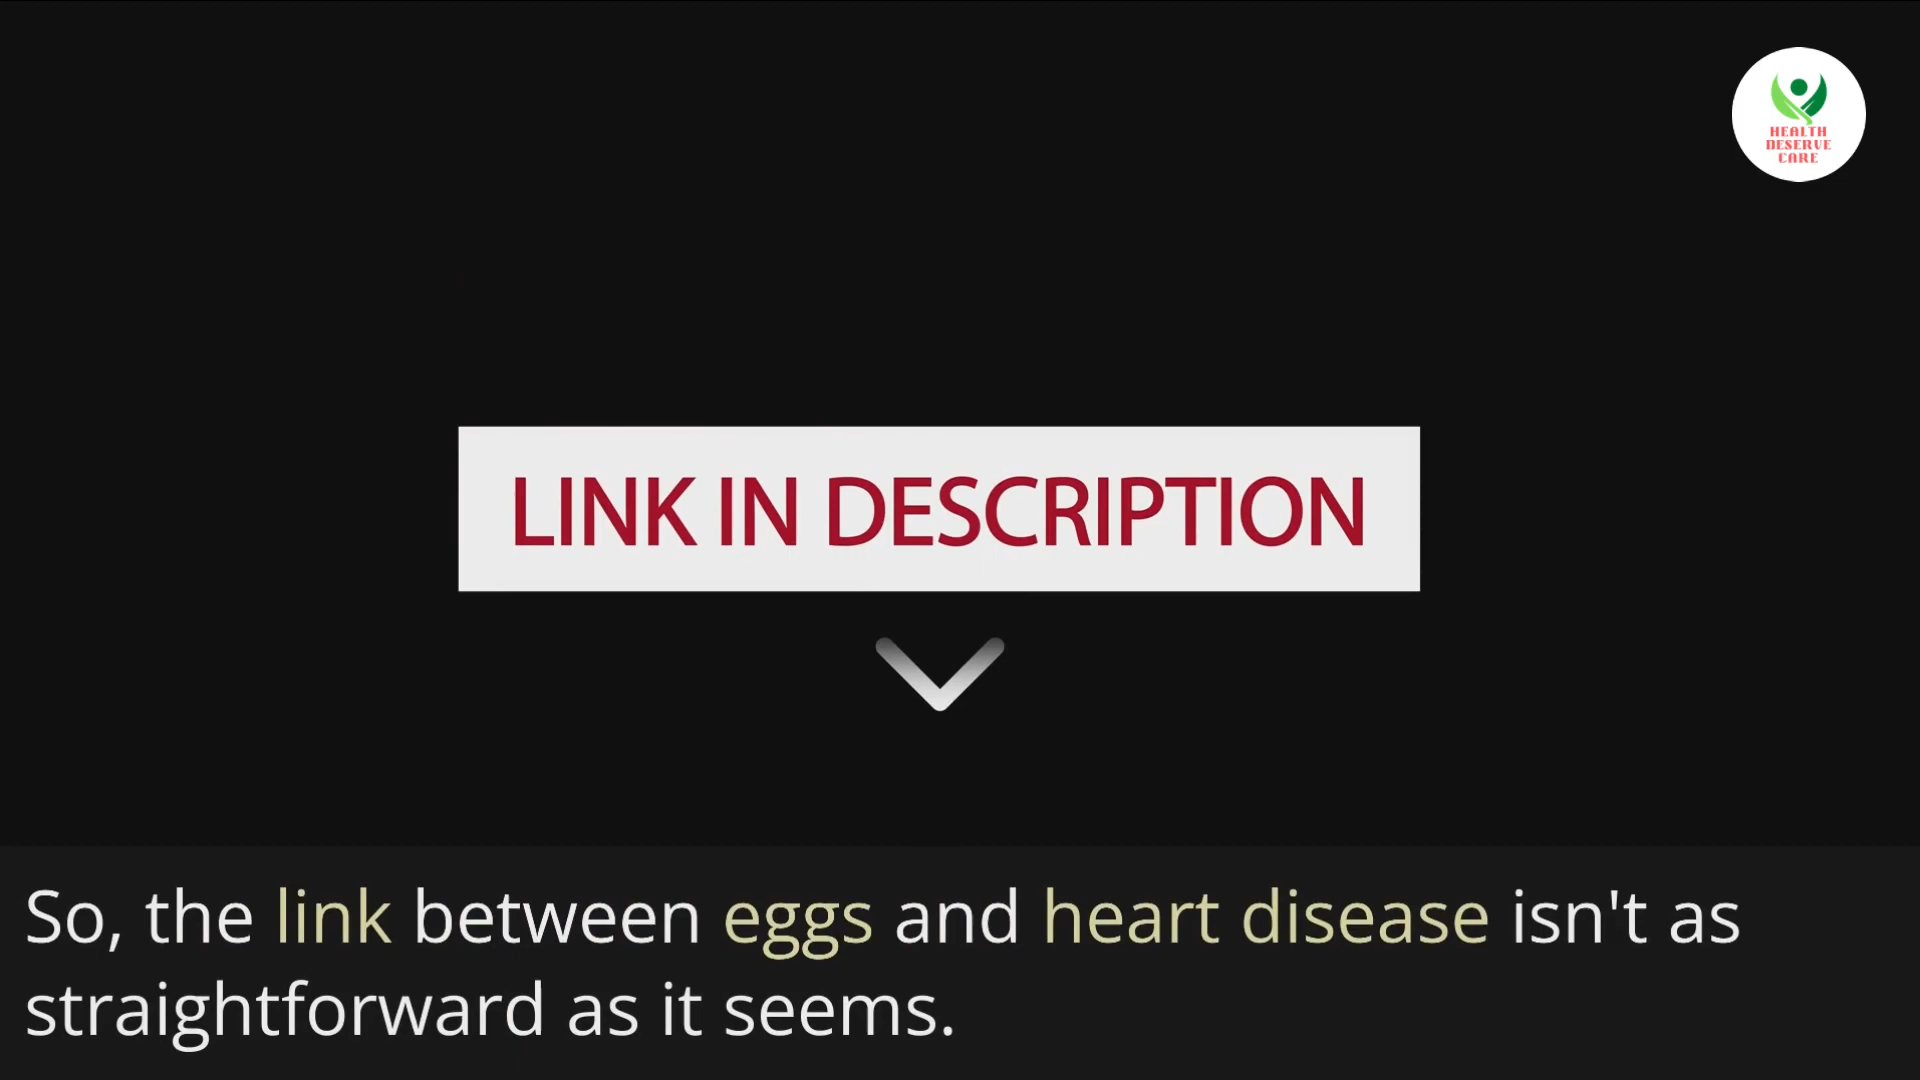 HEALTH
DESERVE
CARE
LINK IN DESCRIPTION
So, the link between eggs and heart disease isn't as
straightforward as it seems.